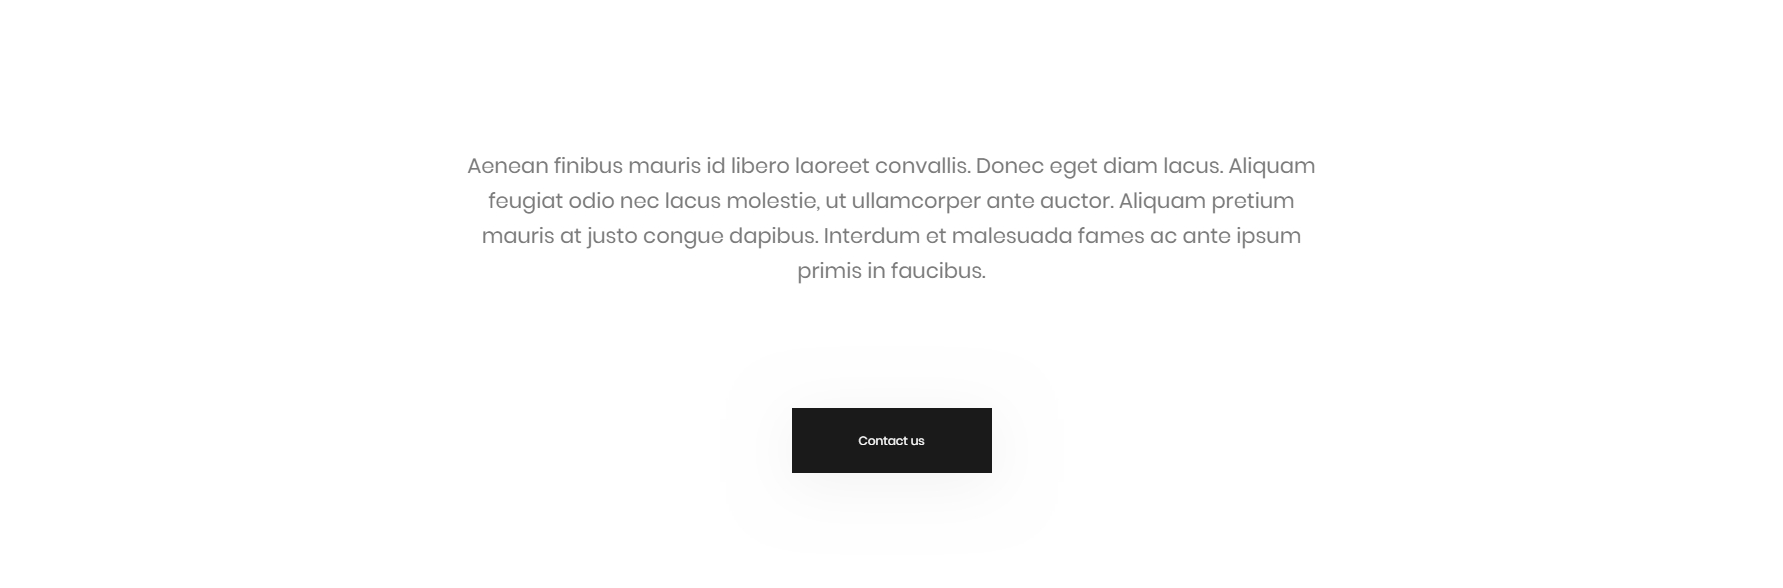 Aenean finibus mauris id libero laoreet convallis. Donec eget diam lacus. Aliquam
feugiat odio nec lacus molestie, ut ullamcorper ante auctor. Aliquam pretium
mauris at justo congue dapibus. Interdum et malesuada fames ac ante ipsum
primis in faucibus.
Contact us